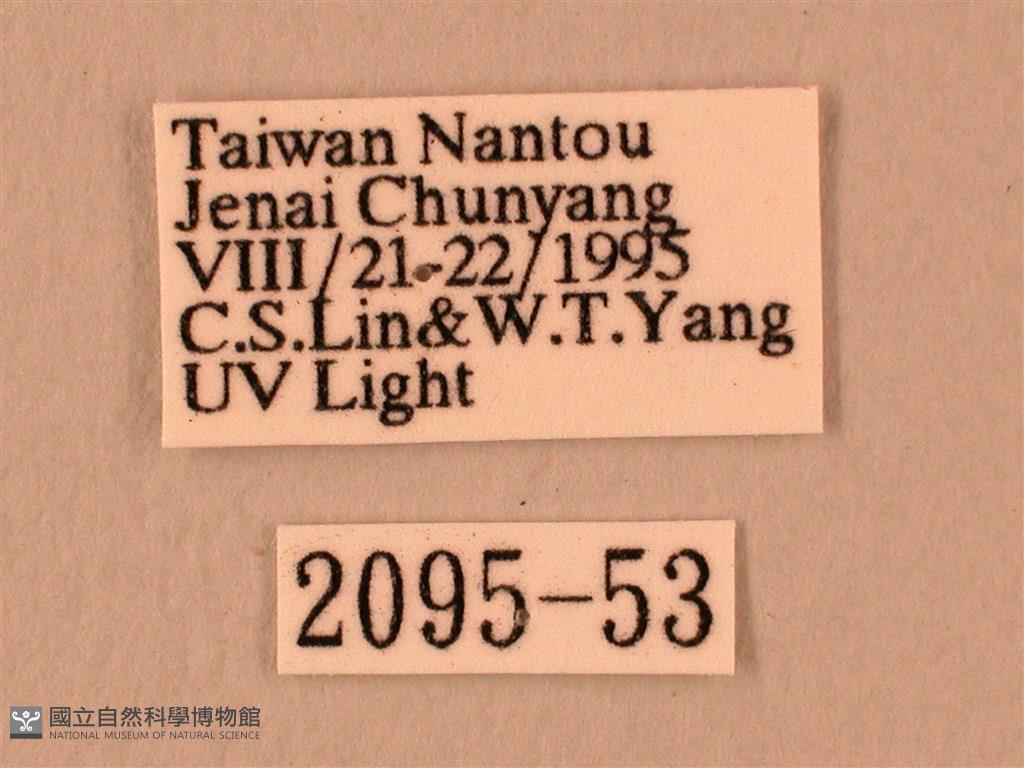 Taiwan Nantou
Jenai Chunyang
VIII/21-22/1995
C.S.Lin&W.T.Yang
UV Light
2095-53
國立自然科學博物館
NATIONAL MUSEUM OF NATURAL SCIENCE